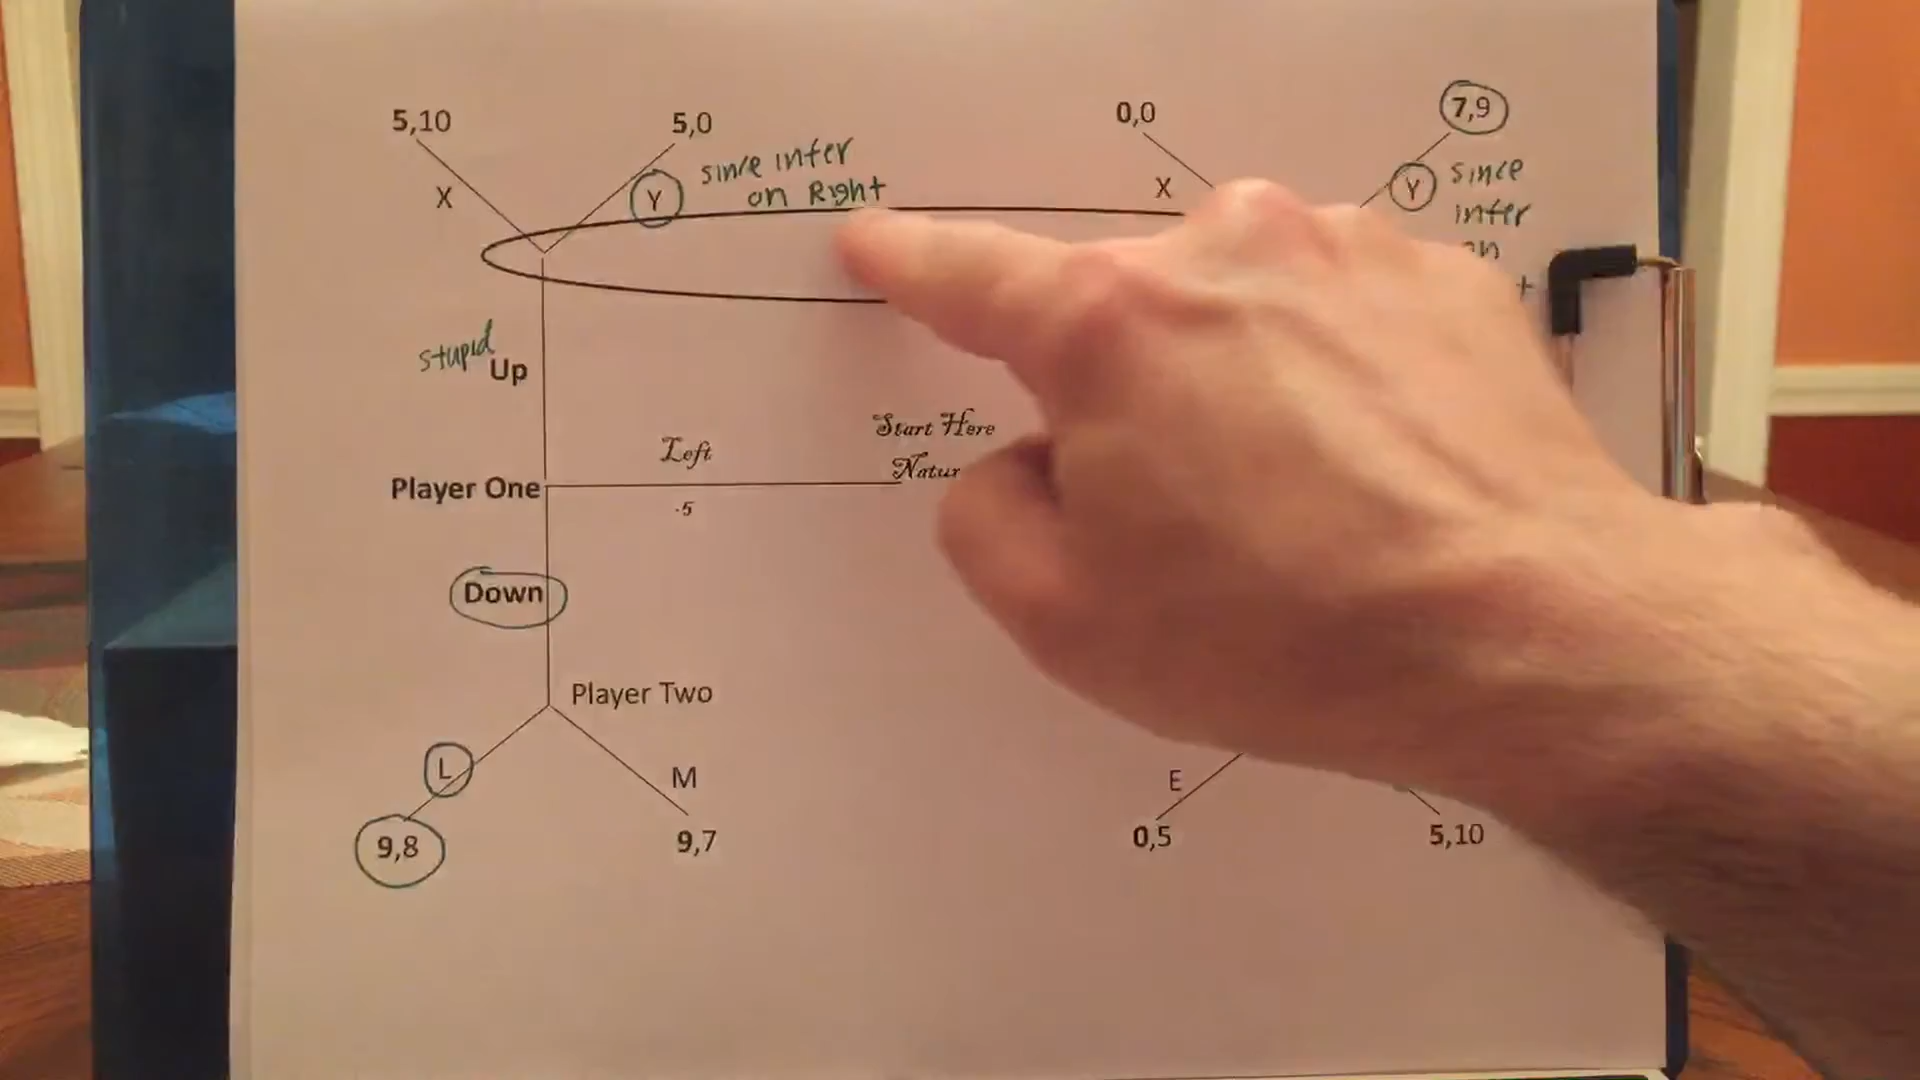 5,10
5,0
0,0
7,9
since infer
on Right
X
Y
X
Y
since
infer
stupid
Up
Start Here
Left
Player One
.5
Down
Player Two
L
M
E
9,8
9,7
0,5
5,10